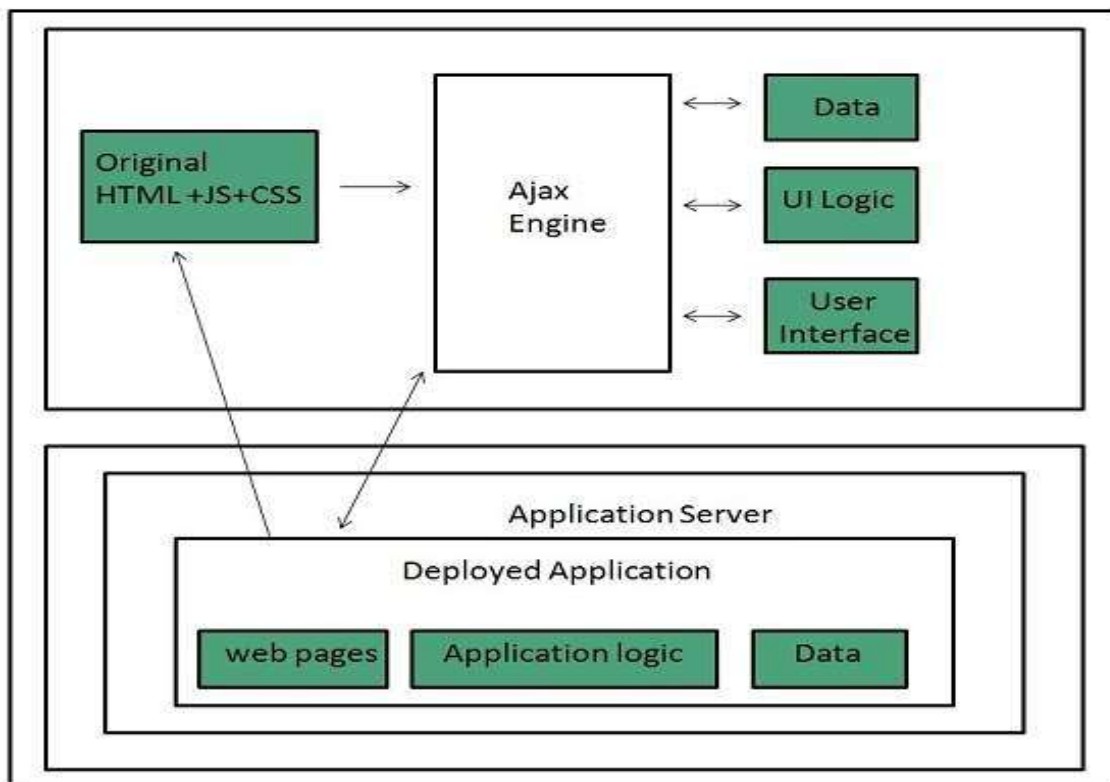 Original
HTML +JS+CSS
Ajax
Engine
Data
UI Logic
User
Interface
Application Server
Deployed Application
web pages
Application logic
Data